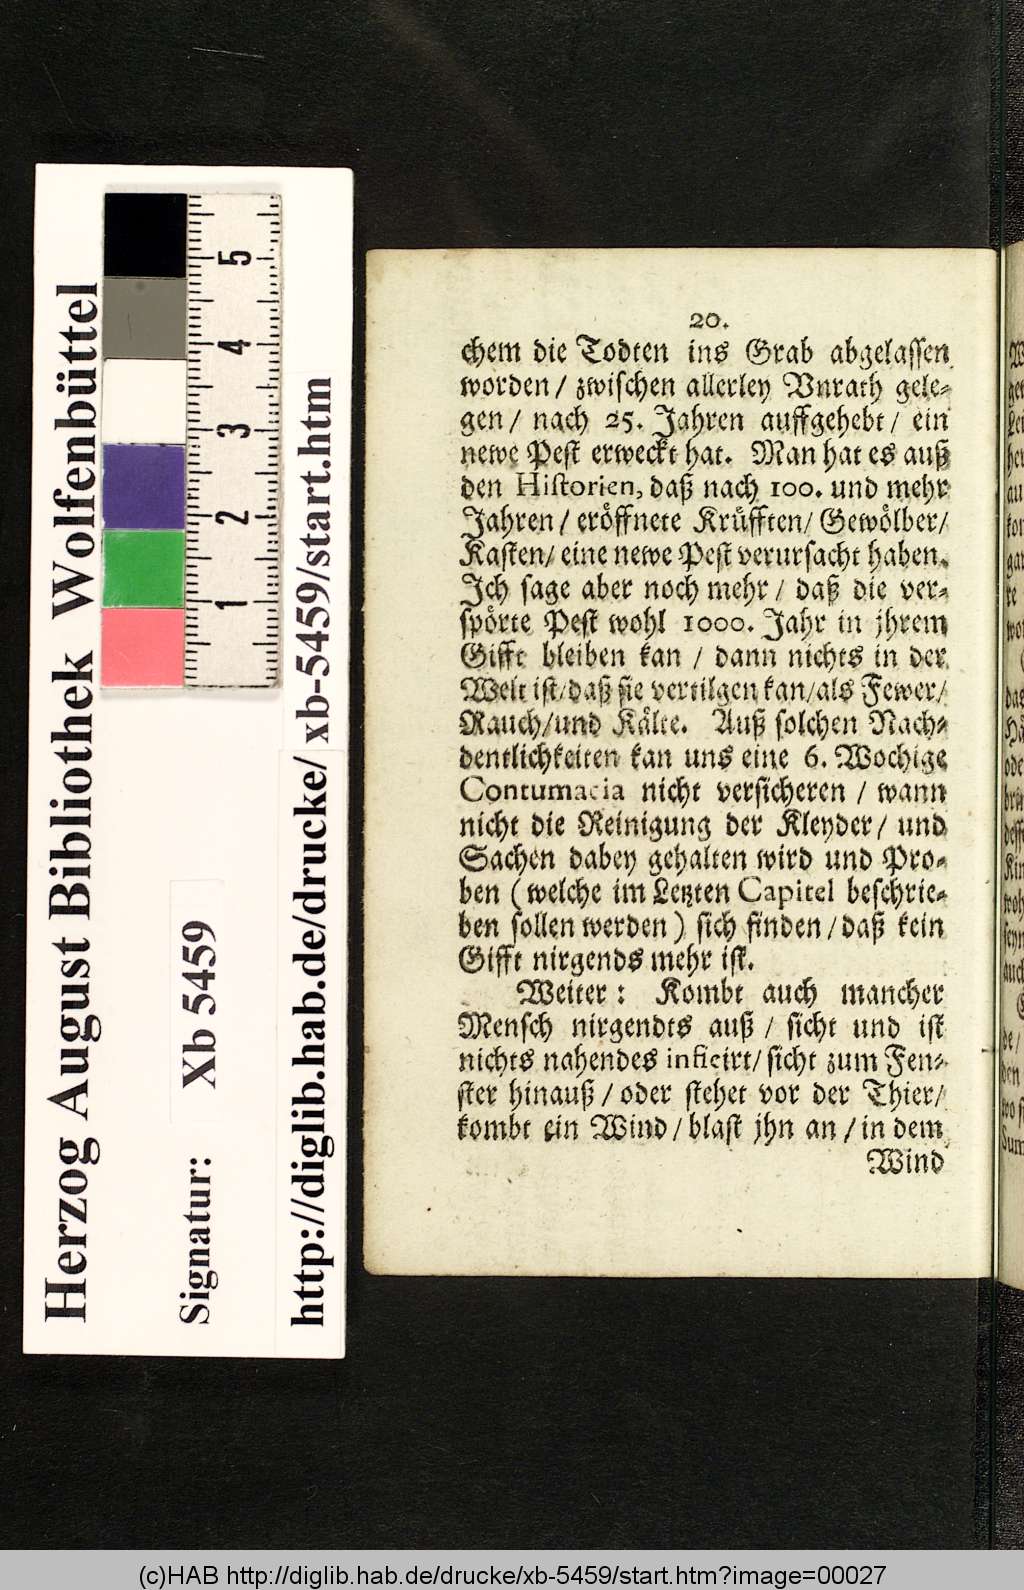 Herzog August Bibliothek Wolfenbüttel
Signatur: Xb 5459
http://diglib.hab.de/drucke/xb-5459/start.htm
1 2 3 4 5
20.
chem die Todten ins Grab abgelassen
worden / zwischen allerley Vnrath gele-
gen / nach 25. Jahren auffgehebt / ein
newe Pest erweckt hat. Man hat es auß
den Historien, daß nach 100. und mehr
Jahren / eröffnete Krüfften / Gewölber /
Kasten / eine newe Pest verursacht haben.
Ich sage aber noch mehr / daß die ver-
spörte Pest wohl 1000. Jahr in jhrem
Gifft bleiben kan / dann nichts in der
Welt ist / daß sie vertilgen kan / als Fewer /
Rauch / und Kälte. Auß solchen Nach-
dentlichkeiten kan uns eine 6. Wochige
Contumacia nicht versicheren / wann
nicht die Reinigung der Kleyder / und
Sachen dabey gehalten wird und Pro-
ben ( welche im Letzten Capitel beschrie-
ben sollen werden ) sich finden / daß kein
Gifft nirgends mehr ist.
Weiter : Kombt auch mancher
Mensch nirgendts auß / sicht und ist
nichts nahendes inficirt / sicht zum Fen-
ster hinauß / oder stehet vor der Thier /
kombt ein Wind / blast jhn an / in dem
Wind
(c)HAB http://diglib.hab.de/drucke/xb-5459/start.htm?image=00027